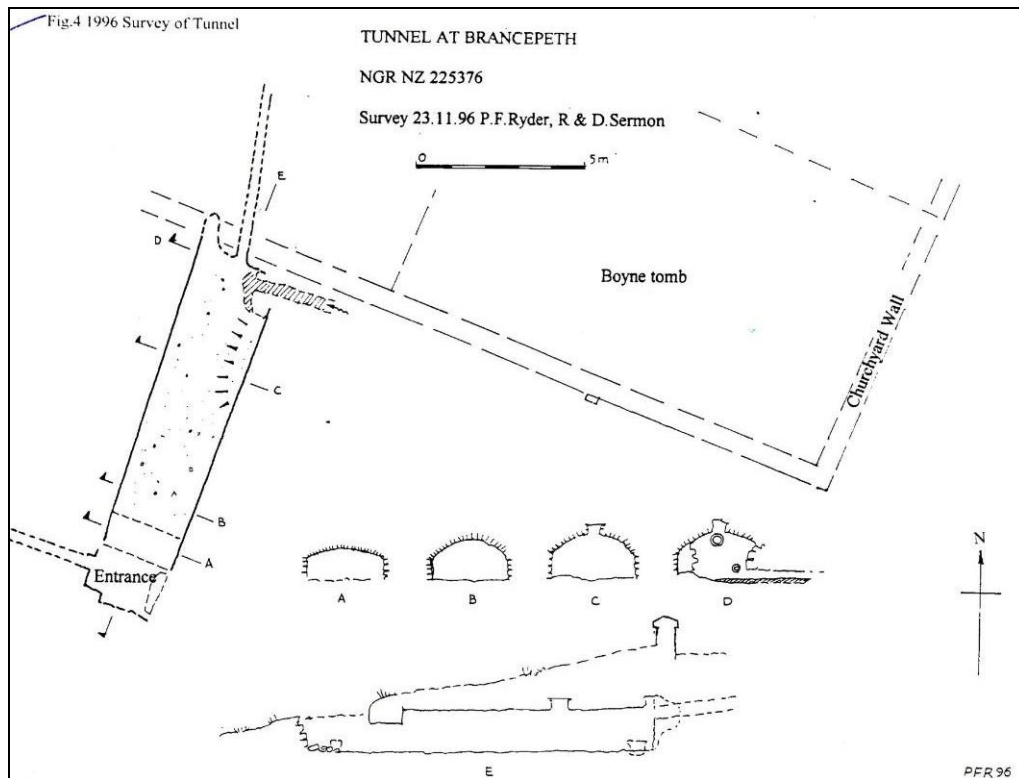 Fig.4 1996 Survey of Tunnel
TUNNEL AT BRANCEPETH
NGR NZ 225376
Survey 23.11.96 P.F.Ryder, R & D.Sermon
0 5m
E
D
Boyne tomb
Churchyard Wall
C
B
A
Entrance
N
A B C D
E
PFR 96